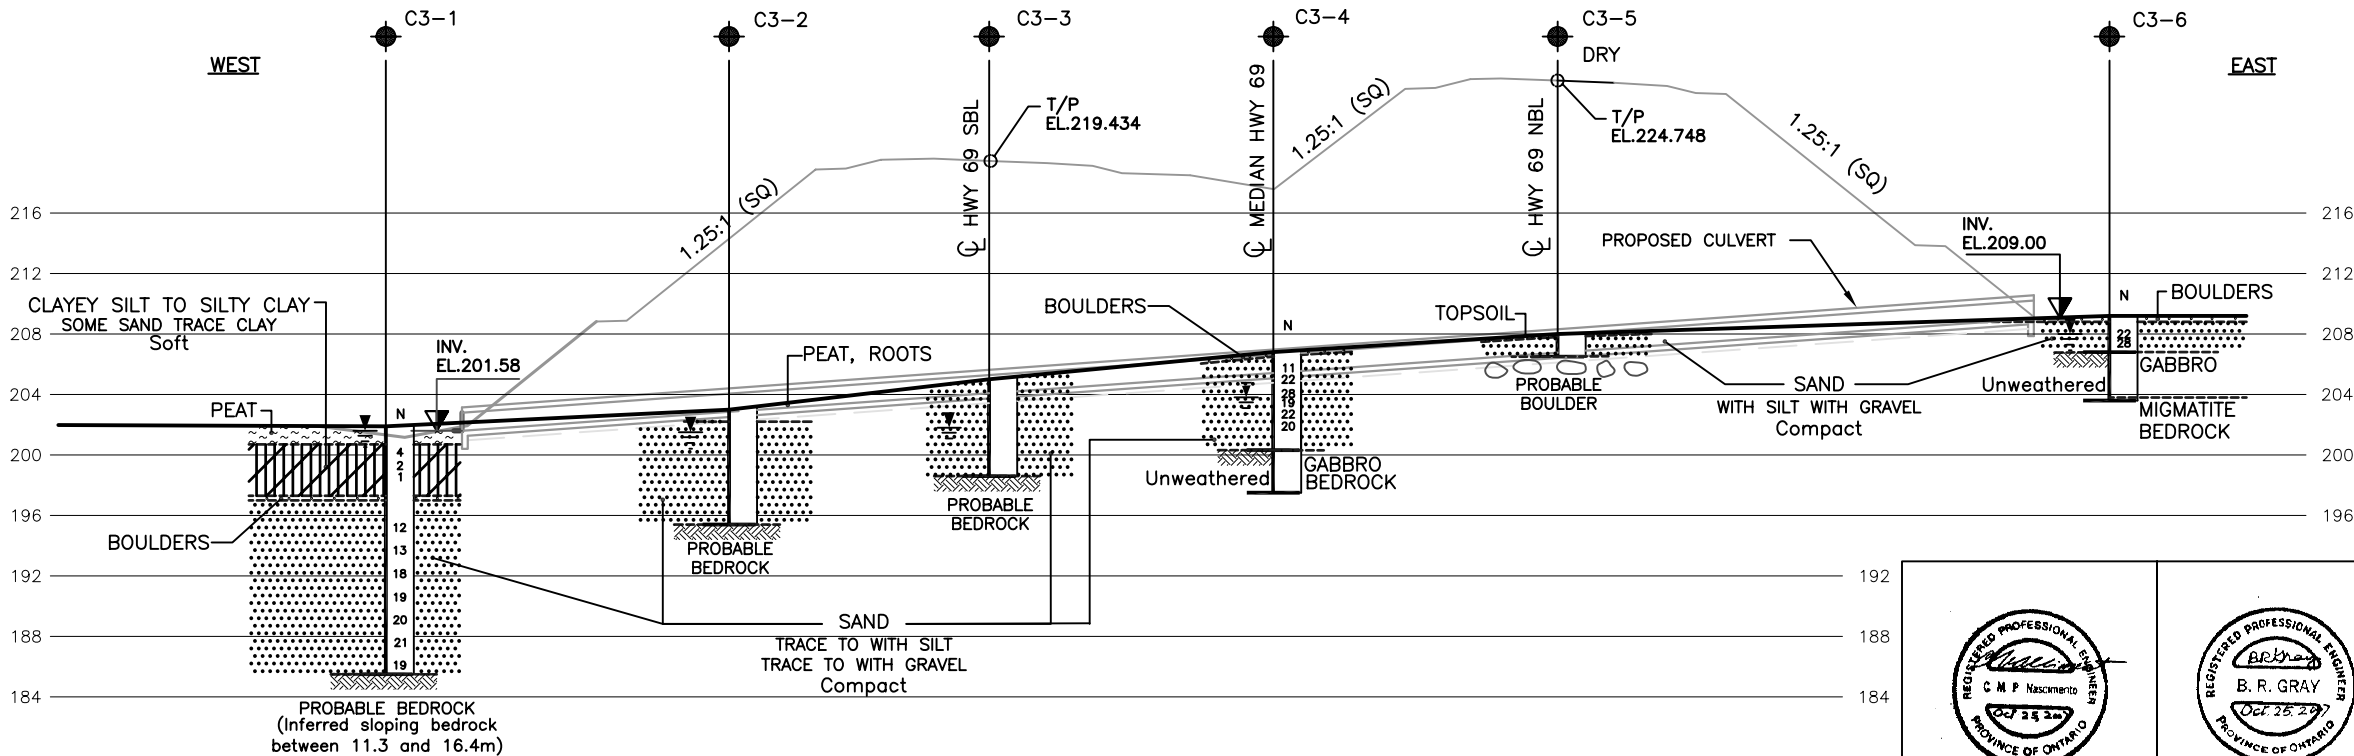 C3-1
C3-2
C3-3
C3-4
C3-5
C3-6
WEST
DRY
EAST
T/P
EL.219.434
T/P
EL.224.748
℄ HWY 69 SBL
℄ MEDIAN HWY 69
℄ HWY 69 NBL
1.25:1 (SQ)
1.25:1 (SQ)
1.25:1 (SQ)
216
216
INV.
EL.209.00
PROPOSED CULVERT
212
212
CLAYEY SILT TO SILTY CLAY
SOME SAND TRACE CLAY
Soft
BOULDERS
TOPSOIL
N
BOULDERS
208
208
N
INV.
EL.201.58
PEAT, ROOTS
11
22
28
19
22
20
22
28
GABBRO
PROBABLE
BOULDER
SAND
WITH SILT WITH GRAVEL
Compact
Unweathered
204
204
PEAT
N
MIGMATITE
BEDROCK
4
2
1
200
200
GABBRO
BEDROCK
Unweathered
PROBABLE
BEDROCK
196
196
BOULDERS
12
13
18
19
20
21
19
PROBABLE
BEDROCK
192
192
SAND
TRACE TO WITH SILT
TRACE TO WITH GRAVEL
Compact
188
188
184
184
PROBABLE BEDROCK
(Inferred sloping bedrock
between 11.3 and 16.4m)
REGISTERED PROFESSIONAL ENGINEER
C M P Nascimento
Oct 25, 2007
PROVINCE OF ONTARIO
REGISTERED PROFESSIONAL ENGINEER
BRGray
B. R. GRAY
Oct. 25. 2007
PROVINCE OF ONTARIO